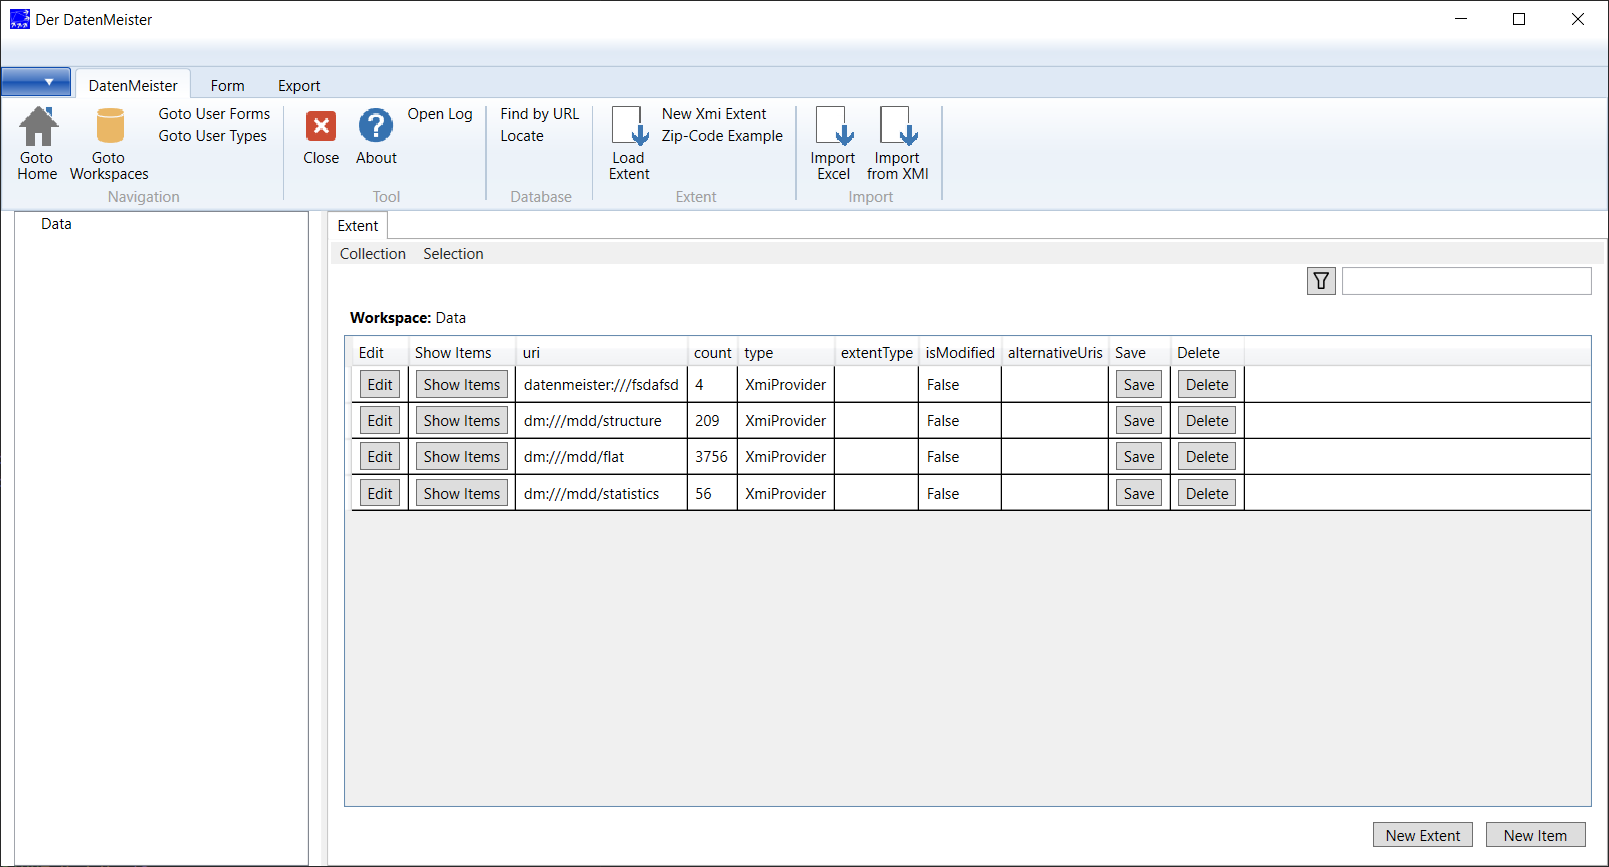 Der DatenMeister
DatenMeister Form Export
Goto Home
Goto Workspaces
Goto User Forms
Goto User Types
Navigation
Close
About
Open Log
Tool
Find by URL
Locate
Database
Load Extent
New Xmi Extent
Zip-Code Example
Extent
Import Excel
Import from XMI
Import
Data
Extent
Collection Selection
Workspace: Data
Edit Show Items uri count type extentType isModified alternativeUris Save Delete
Edit Show Items datenmeister:///fsdafsd 4 XmiProvider False Save Delete
Edit Show Items dm:///mdd/structure 209 XmiProvider False Save Delete
Edit Show Items dm:///mdd/flat 3756 XmiProvider False Save Delete
Edit Show Items dm:///mdd/statistics 56 XmiProvider False Save Delete
New Extent New Item